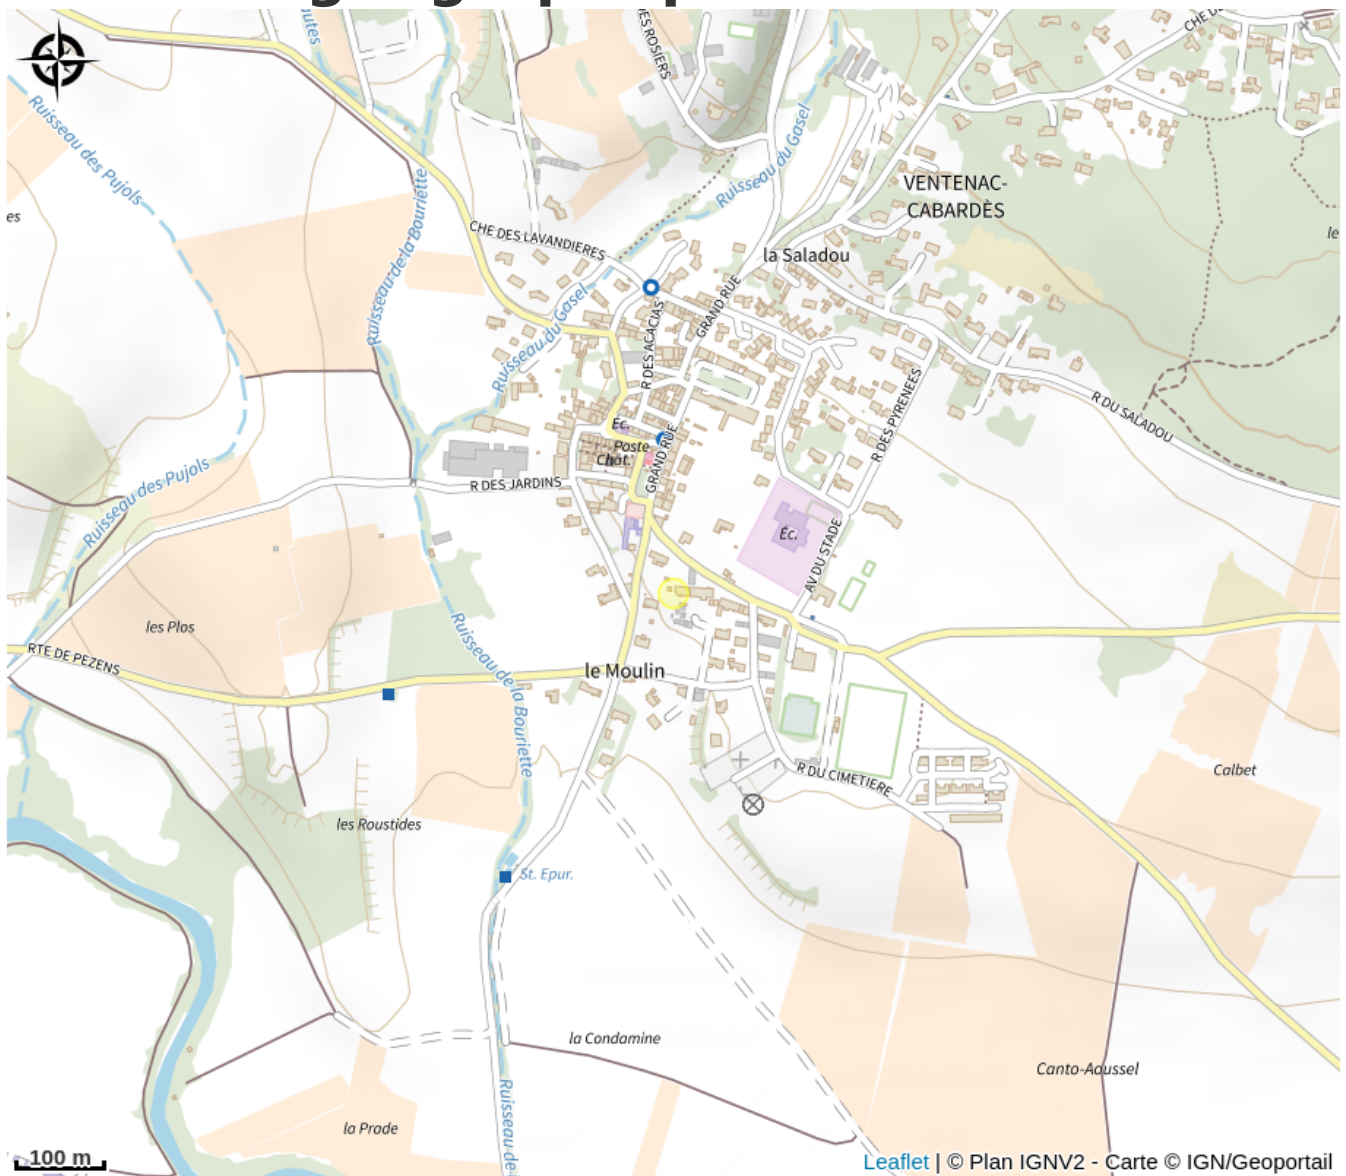 CHE D
DES ROSIERS
Ruisseau des Pujols
Ruisseau du Gasel
Ruisseau de la Bouriette
VENTENAC-
CABARDÈS
es
CHE DES LAVANDIERES
le
la Saladou
GRAND RUE
R DES ACACIAS
Ruisseau du Gasel
R DES PYRENEES
R DU SALADOU
Éc.
Poste
Chât.
GRAND RUE
Ruisseau des Pujols
R DES JARDINS
Éc.
AV DU STADE
les Plos
Ruisseau de la Bouriette
RTE DE PEZENS
le Moulin
Calbet
R DU CIMETIERE
les Roustides
St. Epur.
la Condamine
Canto-Aoussel
la Prade
Ruisseau de
100 m
Leaflet | © Plan IGNV2 - Carte © IGN/Geoportail